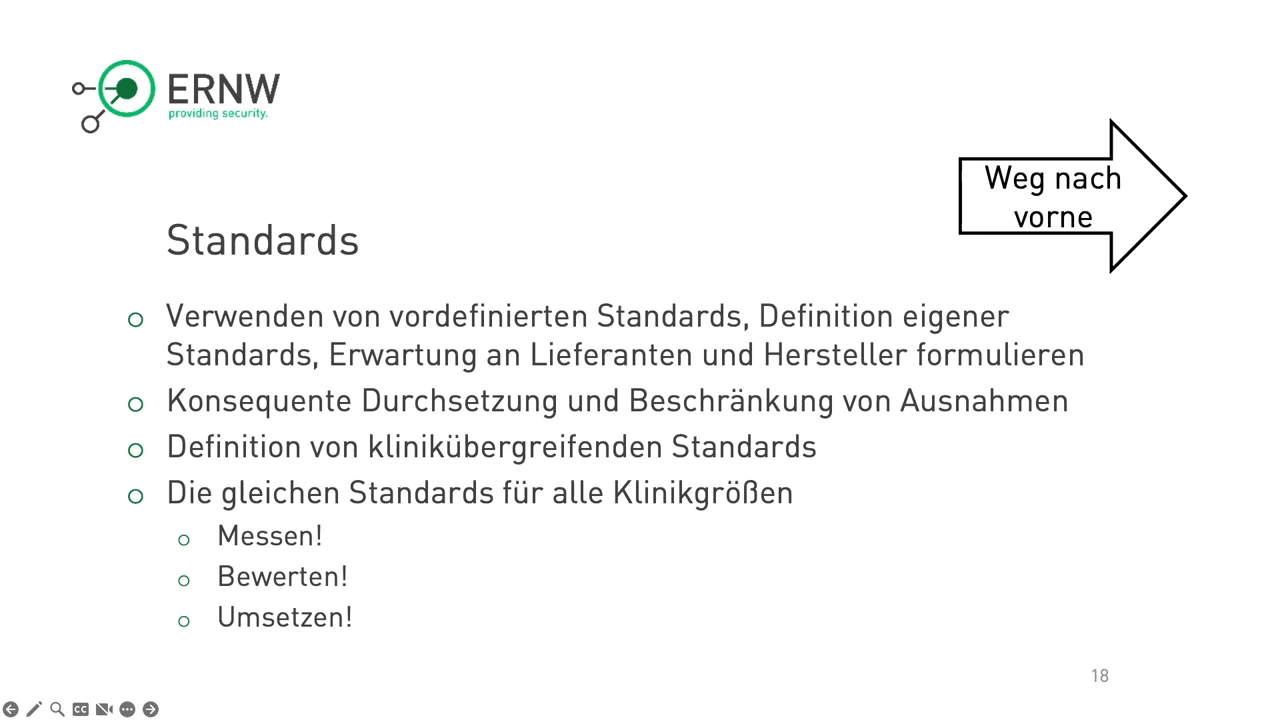 ERNW
providing security.
Weg nach
vorne
Standards
Verwenden von vordefinierten Standards, Definition eigener
Standards, Erwartung an Lieferanten und Hersteller formulieren
Konsequente Durchsetzung und Beschränkung von Ausnahmen
Definition von klinikübergreifenden Standards
Die gleichen Standards für alle Klinikgrößen
Messen!
Bewerten!
Umsetzen!
18
CC